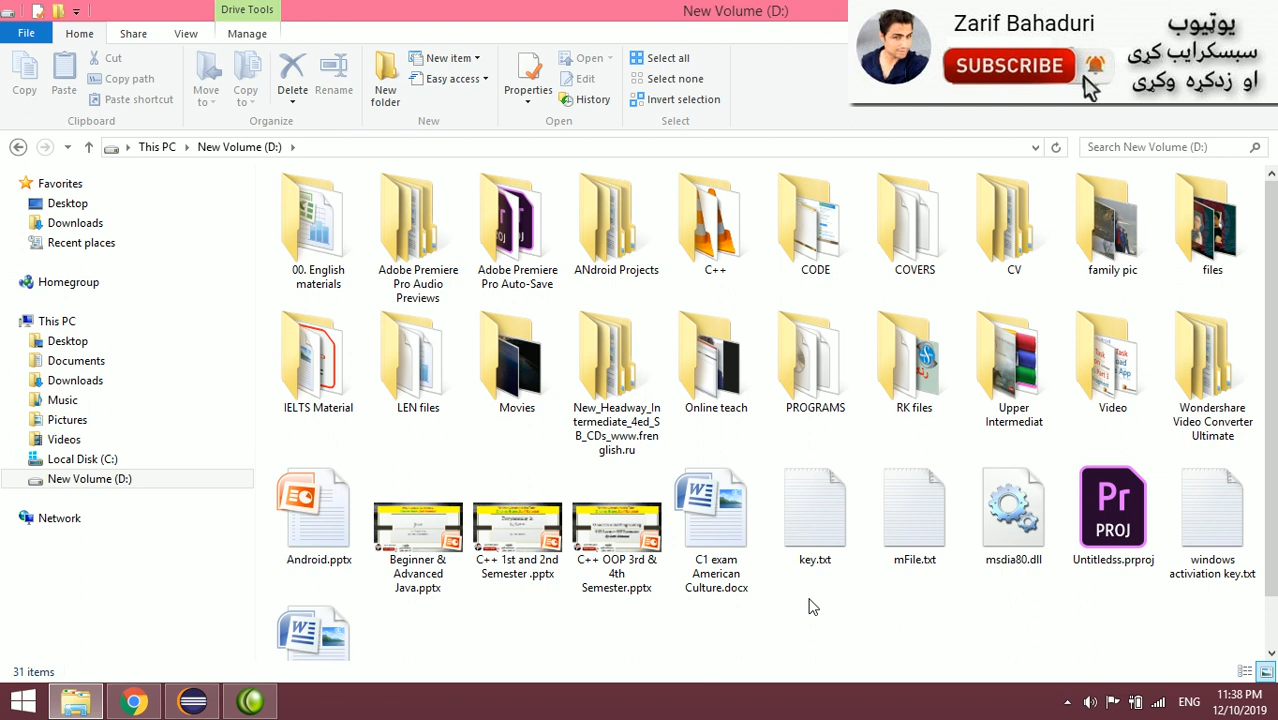 Drive Tools
New Volume (D:)
File
Home
Share
View
Manage
Copy
Paste
Cut
Copy path
Paste shortcut
Clipboard
Move to
Copy to
Delete
Rename
Organize
New folder
New item
Easy access
New
Properties
Open
Edit
History
Open
Select all
Select none
Invert selection
Select
Zarif Bahaduri
SUBSCRIBE
یوټیوب
سبسکرایب کړی
او زدکړه وکړی
This PC
New Volume (D:)
Search New Volume (D:)
Favorites
Desktop
Downloads
Recent places
Homegroup
This PC
Desktop
Documents
Downloads
Music
Pictures
Videos
Local Disk (C:)
New Volume (D:)
Network
00. English
materials
Adobe Premiere
Pro Audio
Previews
Adobe Premiere
Pro Auto-Save
ANdroid Projects
C++
CODE
COVERS
CV
family pic
files
IELTS Material
LEN files
Movies
New_Headway_In
termediate_4ed_S
B_CDs_www.fren
glish.ru
Online teach
PROGRAMS
RK files
Upper
Intermediat
Video
Wondershare
Video Converter
Ultimate
Android.pptx
Beginner &
Advanced
Java.pptx
C++ 1st and 2nd
Semester .pptx
C++ OOP 3rd &
4th
Semester.pptx
C1 exam
American
Culture.docx
key.txt
mFile.txt
msdia80.dll
Pr
PROJ
Untitledss.prproj
windows
activiation key.txt
31 items
ENG
11:38 PM
12/10/2019